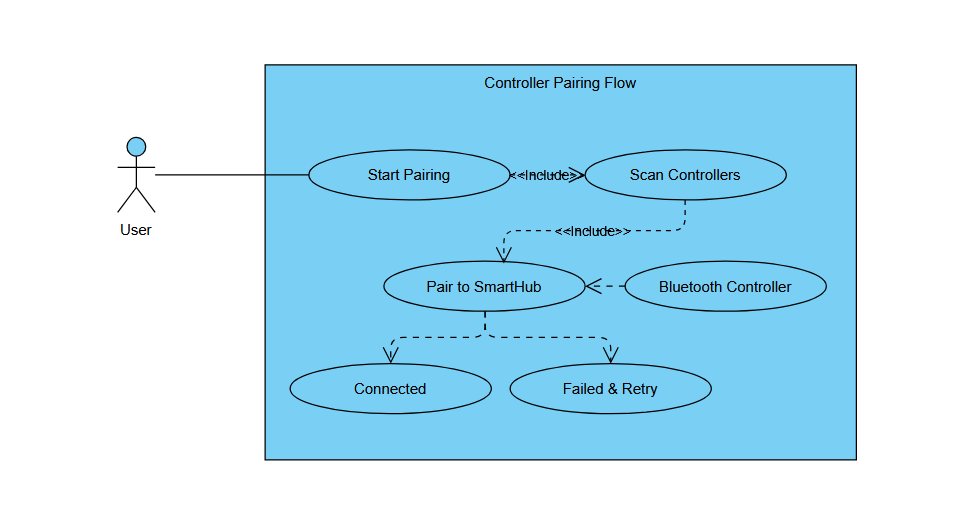 Controller Pairing Flow
Start Pairing
<<Include>>
Scan Controllers
User
<<Include>>
Pair to SmartHub
Bluetooth Controller
Connected
Failed & Retry